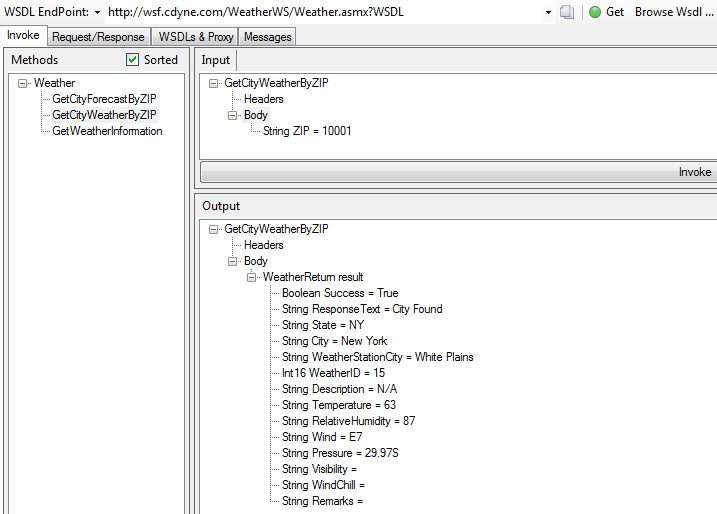 WSDL EndPoint: http://wsf.cdyne.com/WeatherWS/Weather.asmx?WSDL Get Browse Wsdl ...
Invoke Request/Response WSDLs & Proxy Messages
Methods Sorted
Weather
GetCityForecastByZIP
GetCityWeatherByZIP
GetWeatherInformation
Input
GetCityWeatherByZIP
Headers
Body
String ZIP = 10001
Invoke
Output
GetCityWeatherByZIP
Headers
Body
WeatherReturn result
Boolean Success = True
String ResponseText = City Found
String State = NY
String City = New York
String WeatherStationCity = White Plains
Int16 WeatherID = 15
String Description = N/A
String Temperature = 63
String RelativeHumidity = 87
String Wind = E7
String Pressure = 29.97S
String Visibility =
String WindChill =
String Remarks =